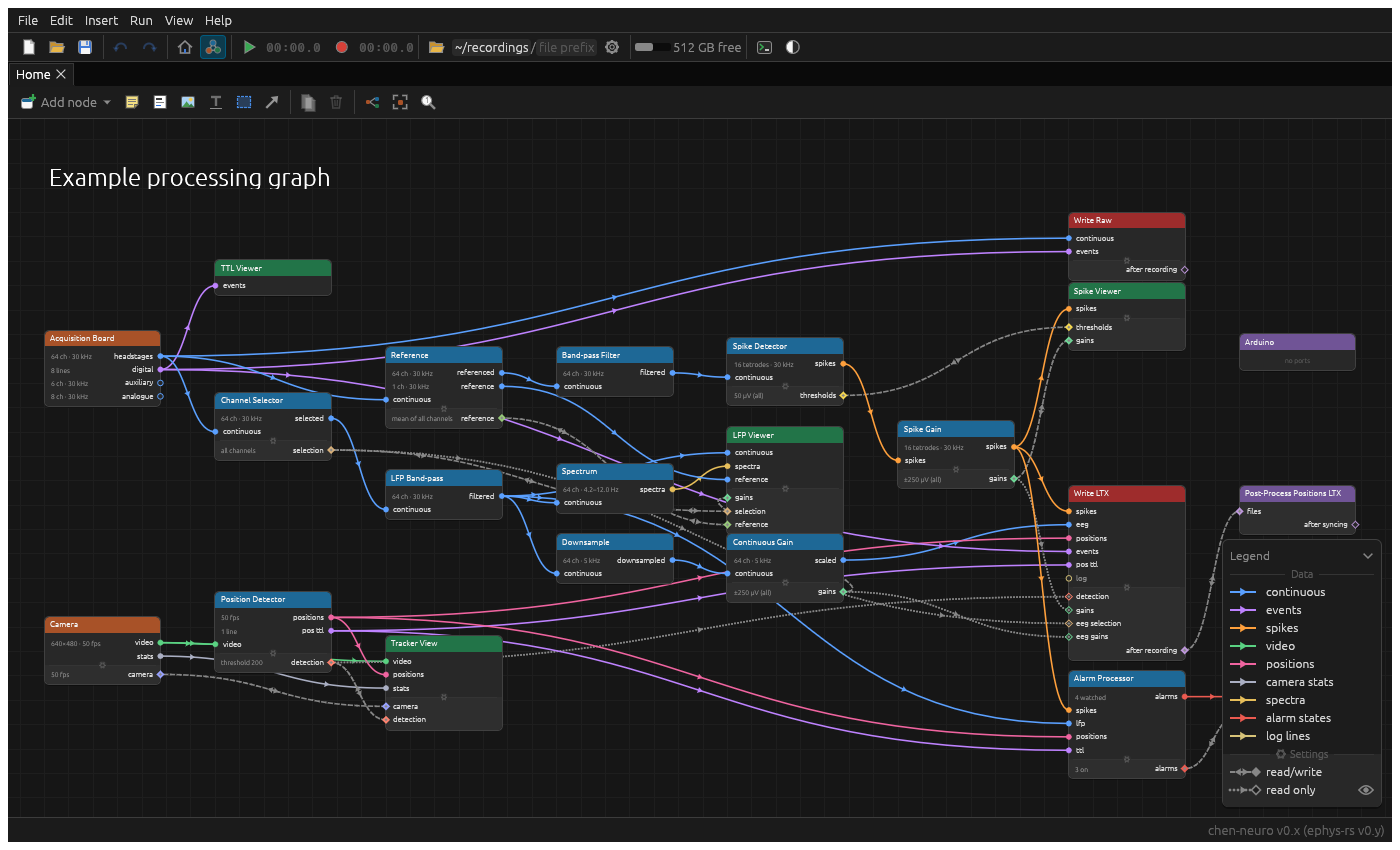 File Edit Insert Run View Help
00:00.0 00:00.0 ~/recordings/file prefix 512 GB free
Home
Add node
Example processing graph
Write Raw
continuous
events
after recording
TTL Viewer
events
Spike Viewer
spikes
thresholds
gains
Acquisition Board
64 ch · 30 kHz headstages
8 lines digital
6 ch · 30 kHz auxiliary
8 ch · 30 kHz analogue
Reference
64 ch · 30 kHz referenced
1 ch · 30 kHz reference
continuous
mean of all channels reference
Band-pass Filter
64 ch · 30 kHz filtered
continuous
Spike Detector
16 tetrodes · 30 kHz spikes
continuous
50 µV (all) thresholds
Arduino
no ports
Channel Selector
64 ch · 30 kHz selected
continuous
all channels selection
LFP Viewer
continuous
spectra
reference
gains
selection
reference
Spike Gain
16 tetrodes · 30 kHz spikes
spikes
±250 µV (all) gains
LFP Band-pass
64 ch · 30 kHz filtered
continuous
Spectrum
64 ch · 4.2–12.0 Hz spectra
continuous
Write LTX
spikes
eeg
positions
events
pos ttl
log
detection
gains
eeg selection
eeg gains
after recording
Post-Process Positions LTX
files
after syncing
Downsample
64 ch · 5 kHz downsampled
continuous
Continuous Gain
64 ch · 5 kHz scaled
continuous
±250 µV (all) gains
Position Detector
50 fps positions
1 line pos ttl
video
threshold 200 detection
Camera
640×480 · 50 fps video
stats
50 fps camera
Tracker View
video
positions
stats
camera
detection
Alarm Processor
4 watched alarms
spikes
lfp
positions
ttl
3 on alarms
Legend
Data
continuous
events
spikes
video
positions
camera stats
spectra
alarm states
log lines
Settings
read/write
read only
chen-neuro v0.x (ephys-rs v0.y)